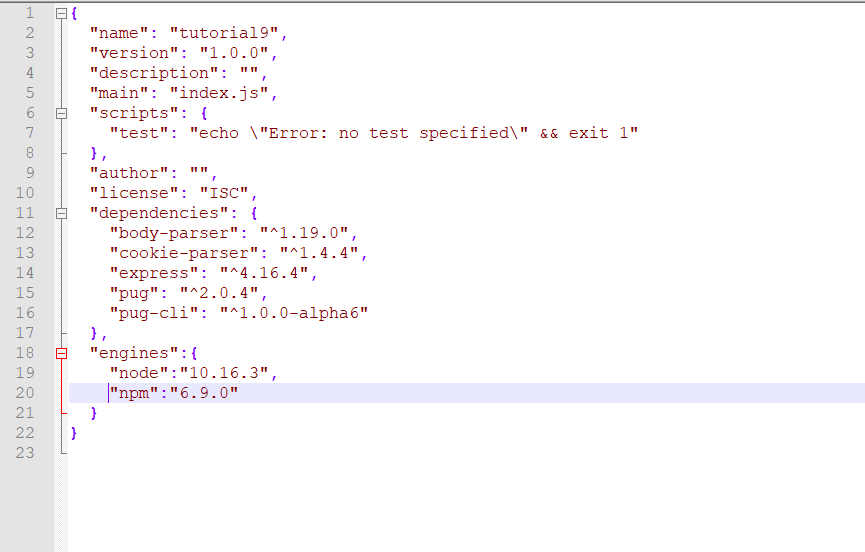 1 {
2   "name": "tutorial9",
3   "version": "1.0.0",
4   "description": "",
5   "main": "index.js",
6   "scripts": {
7     "test": "echo \"Error: no test specified\" && exit 1"
8   },
9   "author": "",
10   "license": "ISC",
11   "dependencies": {
12     "body-parser": "^1.19.0",
13     "cookie-parser": "^1.4.4",
14     "express": "^4.16.4",
15     "pug": "^2.0.4",
16     "pug-cli": "^1.0.0-alpha6"
17   },
18   "engines":{
19     "node":"10.16.3",
20     "npm":"6.9.0"
21   }
22 }
23